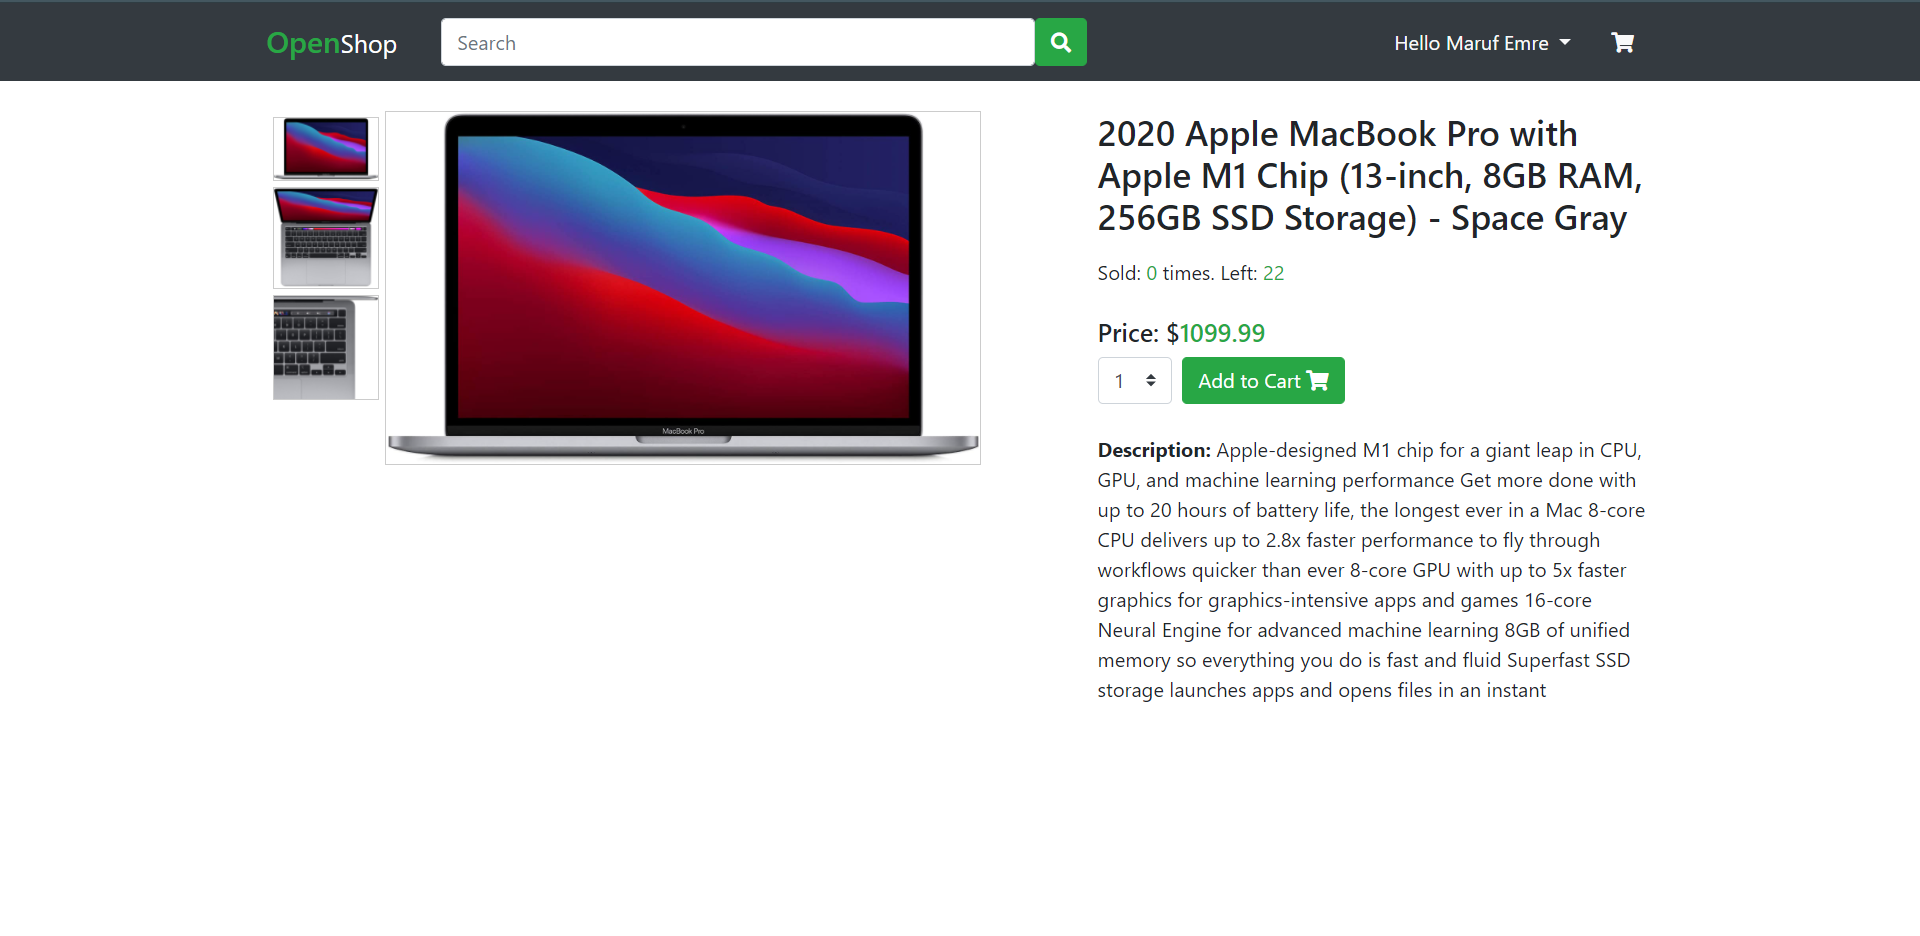 OpenShop
Search
Hello Maruf Emre
2020 Apple MacBook Pro with
Apple M1 Chip (13-inch, 8GB RAM,
256GB SSD Storage) - Space Gray
Sold: 0 times. Left: 22
Price: $1099.99
1
Add to Cart
Description: Apple-designed M1 chip for a giant leap in CPU,
GPU, and machine learning performance Get more done with
up to 20 hours of battery life, the longest ever in a Mac 8-core
CPU delivers up to 2.8x faster performance to fly through
workflows quicker than ever 8-core GPU with up to 5x faster
graphics for graphics-intensive apps and games 16-core
Neural Engine for advanced machine learning 8GB of unified
memory so everything you do is fast and fluid Superfast SSD
storage launches apps and opens files in an instant
MacBook Pro